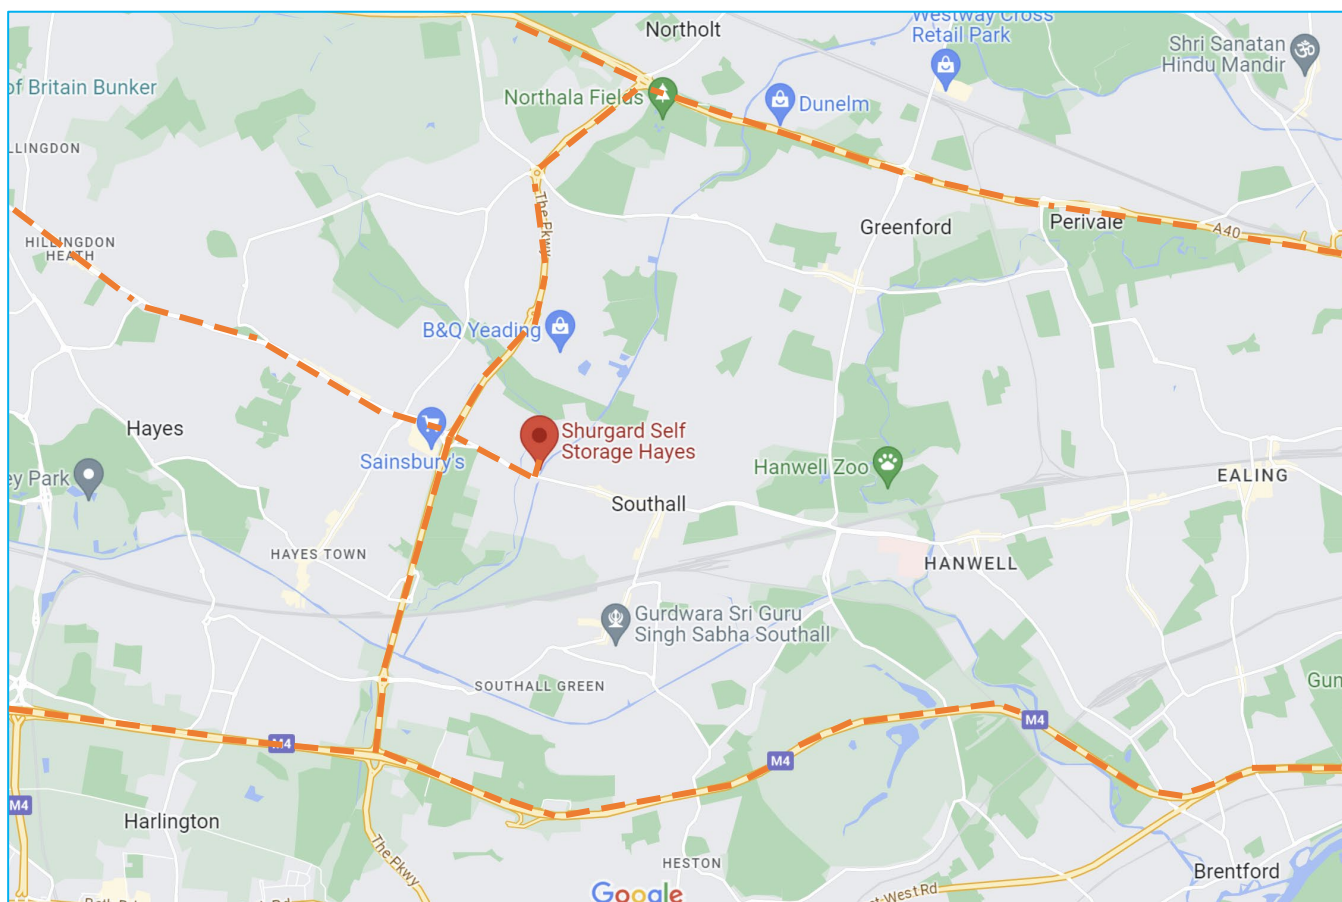 Northolt
Westway Cross
Retail Park
Shri Sanatan
Hindu Mandir
of Britain Bunker
Northala Fields
Dunelm
LLINGDON
The Pkwy
Greenford
Perivale
A40
HILLINGDON
HEATH
B&Q Yeading
Hayes
Shurgard Self
Storage Hayes
Sainsbury's
Hanwell Zoo
EALING
ey Park
Southall
HAYES TOWN
HANWELL
Gurdwara Sri Guru
Singh Sabha Southall
SOUTHALL GREEN
Gun
M4
M4
M4
M4
Harlington
The Pkwy
HESTON
Brentford
Google
st-West Rd